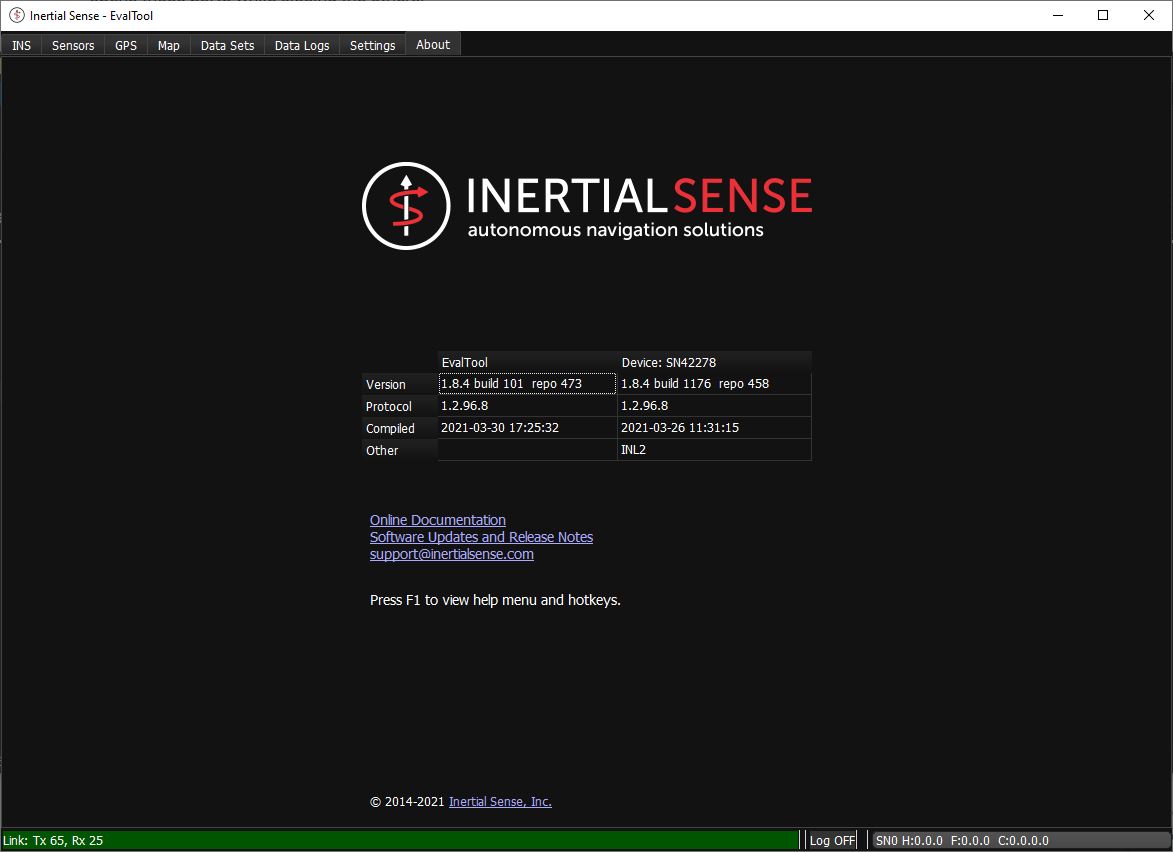 Inertial Sense - EvalTool
INS Sensors GPS Map Data Sets Data Logs Settings About
INERTIAL SENSE
autonomous navigation solutions
EvalTool Device: SN42278
Version 1.8.4 build 101 repo 473 1.8.4 build 1176 repo 458
Protocol 1.2.96.8 1.2.96.8
Compiled 2021-03-30 17:25:32 2021-03-26 11:31:15
Other INL2
Online Documentation
Software Updates and Release Notes
support@inertialsense.com
Press F1 to view help menu and hotkeys.
© 2014-2021 Inertial Sense, Inc.
Link: Tx 65, Rx 25 Log OFF SN0 H:0.0.0 F:0.0.0 C:0.0.0.0